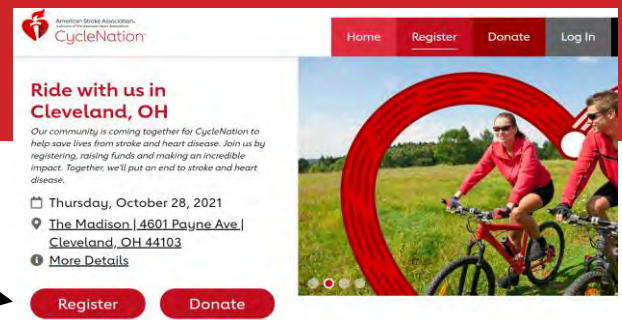 American Stroke Association.
CycleNation
Home Register Donate Log In
Ride with us in
Cleveland, OH
Our community is coming together for CycleNation to
help save lives from stroke and heart disease. Join us by
registering, raising funds and making an incredible
impact. Together, we'll put an end to stroke and heart
disease.
Thursday, October 28, 2021
The Madison | 4601 Payne Ave |
Cleveland, OH 44103
More Details
Register Donate